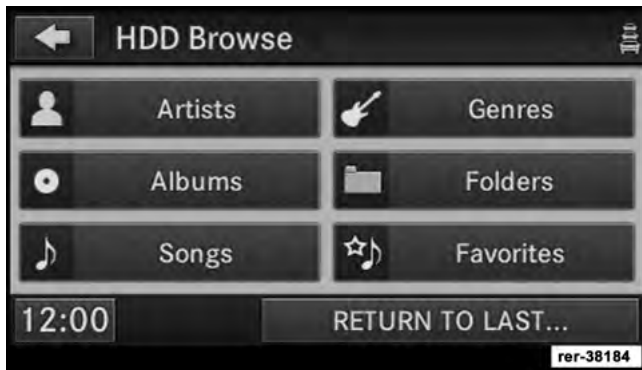 HDD Browse
Artists
Genres
Albums
Folders
Songs
Favorites
12:00
RETURN TO LAST...
rer-38184